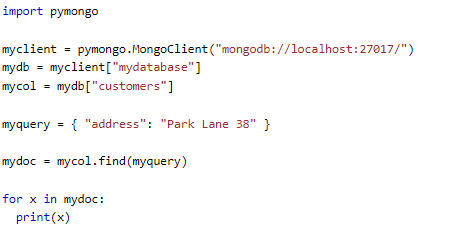 import pymongo
myclient = pymongo.MongoClient("mongodb://localhost:27017/")
mydb = myclient["mydatabase"]
mycol = mydb["customers"]
myquery = { "address": "Park Lane 38" }
mydoc = mycol.find(myquery)
for x in mydoc:
  print(x)